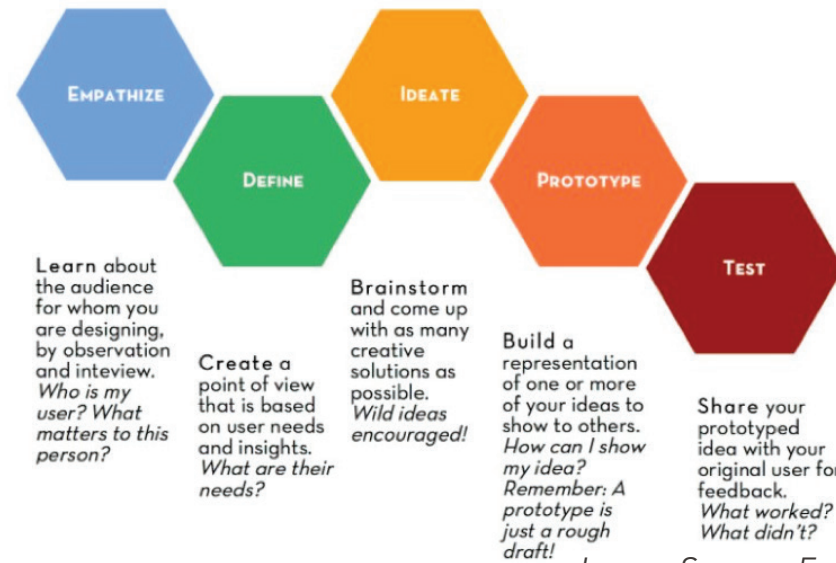 EMPATHIZE
DEFINE
IDEATE
PROTOTYPE
TEST
Learn about
the audience
for whom you
are designing,
by observation
and inteview.
Who is my
user? What
matters to this
person?
Create a
point of view
that is based
on user needs
and insights.
What are their
needs?
Brainstorm
and come up
with as many
creative
solutions as
possible.
Wild ideas
encouraged!
Build a
representation
of one or more
of your ideas to
show to others.
How can I show
my idea?
Remember: A
prototype is
just a rough
draft!
Share your
prototyped
idea with your
original user for
feedback.
What worked?
What didn't?